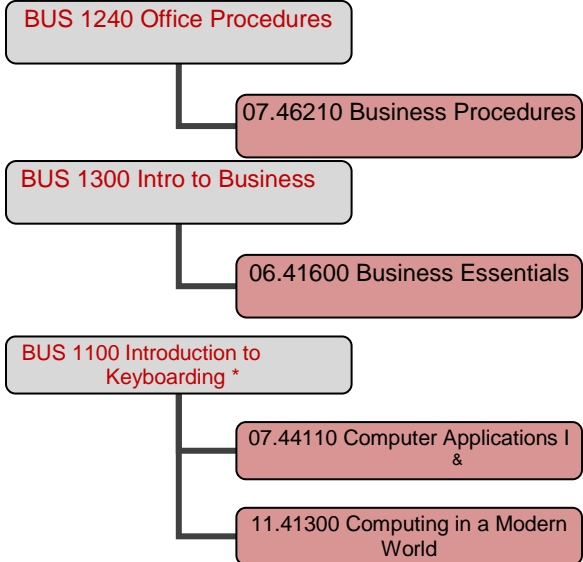 BUS 1240 Office Procedures
07.46210 Business Procedures
BUS 1300 Intro to Business
06.41600 Business Essentials
BUS 1100 Introduction to
Keyboarding *
07.44110 Computer Applications I
&
11.41300 Computing in a Modern
World